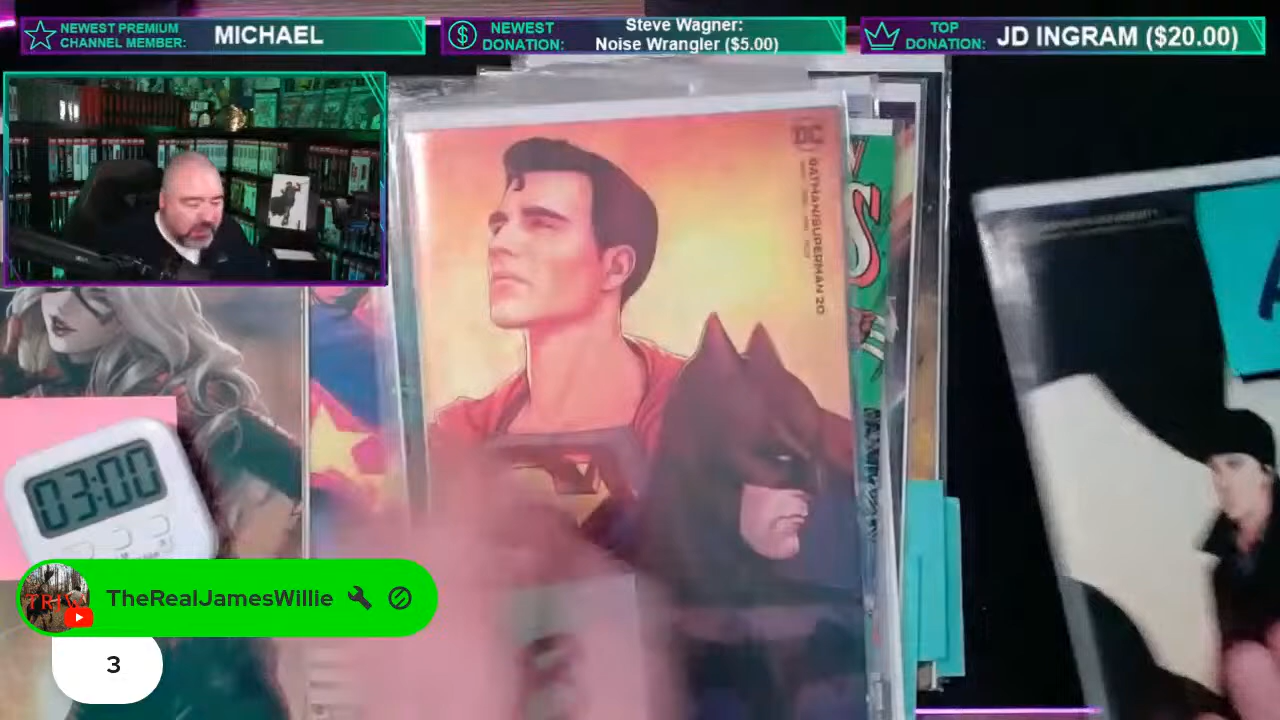 NEWEST PREMIUM
CHANNEL MEMBER:
MICHAEL
NEWEST
DONATION:
Steve Wagner:
Noise Wrangler ($5.00)
TOP
DONATION:
JD INGRAM ($20.00)
DC
BATMAN/SUPERMAN 20
03:00
TheRealJamesWillie
3